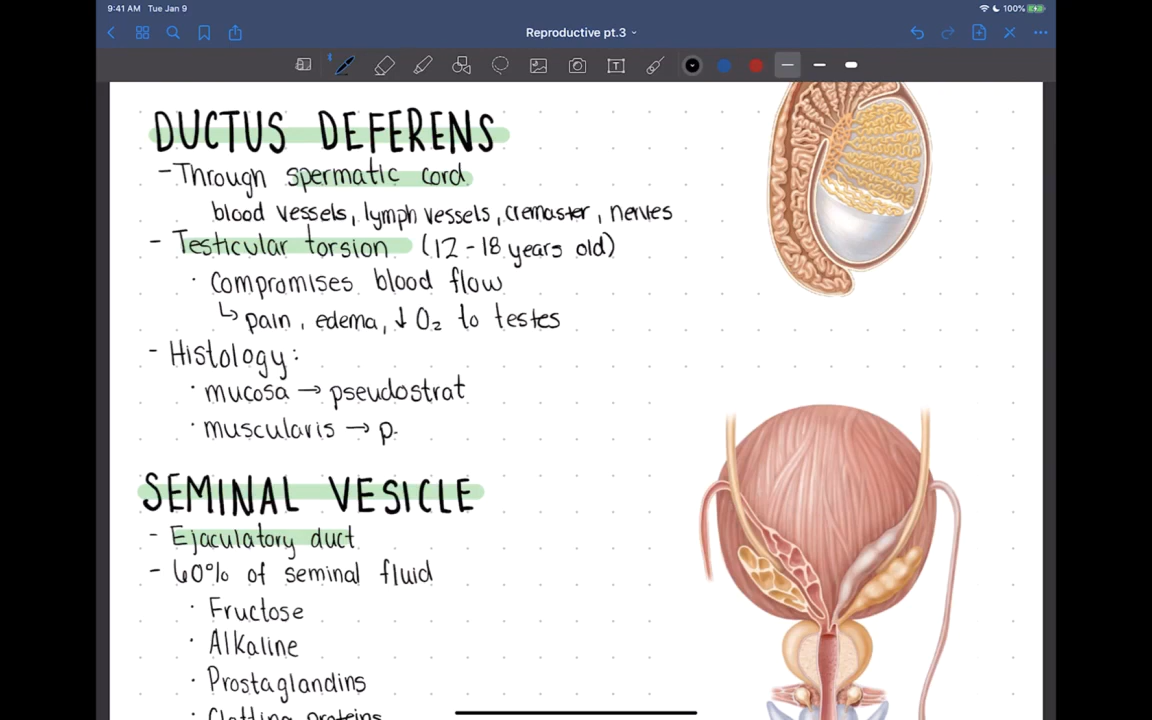 9:41 AM Tue Jan 9
100%
Reproductive pt.3
DUCTUS DEFERENS
-Through spermatic cord
blood vessels, lymph vessels, cremaster, nerves
- Testicular torsion (12-18 years old)
· Compromises blood flow
↳ pain, edema, ↓ O₂ to testes
- Histology:
· mucosa → pseudostrat
· muscularis → p
SEMINAL VESICLE
- Ejaculatory duct
- 60% of seminal fluid
· Fructose
· Alkaline
· Prostaglandins
· Clotting proteins